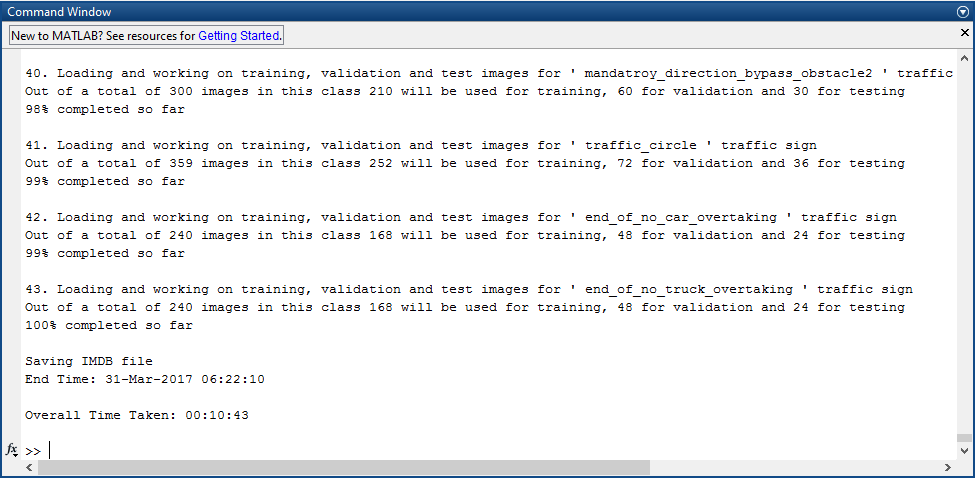 Command Window
New to MATLAB? See resources for Getting Started.
40. Loading and working on training, validation and test images for ' mandatroy_direction_bypass_obstacle2 ' traffic
Out of a total of 300 images in this class 210 will be used for training, 60 for validation and 30 for testing
98% completed so far
41. Loading and working on training, validation and test images for ' traffic_circle ' traffic sign
Out of a total of 359 images in this class 252 will be used for training, 72 for validation and 36 for testing
99% completed so far
42. Loading and working on training, validation and test images for ' end_of_no_car_overtaking ' traffic sign
Out of a total of 240 images in this class 168 will be used for training, 48 for validation and 24 for testing
99% completed so far
43. Loading and working on training, validation and test images for ' end_of_no_truck_overtaking ' traffic sign
Out of a total of 240 images in this class 168 will be used for training, 48 for validation and 24 for testing
100% completed so far
Saving IMDB file
End Time: 31-Mar-2017 06:22:10
Overall Time Taken: 00:10:43
fx >>